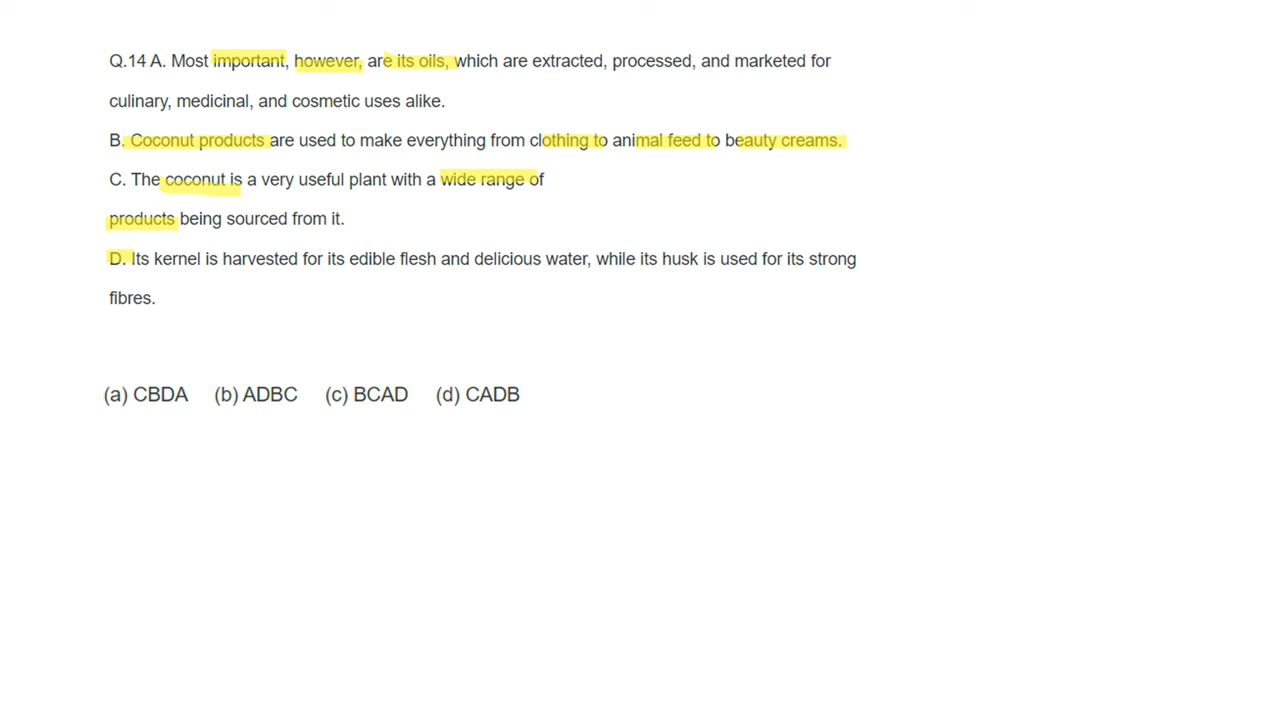 Q.14 A. Most important, however, are its oils, which are extracted, processed, and marketed for
culinary, medicinal, and cosmetic uses alike.
B. Coconut products are used to make everything from clothing to animal feed to beauty creams.
C. The coconut is a very useful plant with a wide range of
products being sourced from it.
D. Its kernel is harvested for its edible flesh and delicious water, while its husk is used for its strong
fibres.
(a) CBDA (b) ADBC (c) BCAD (d) CADB